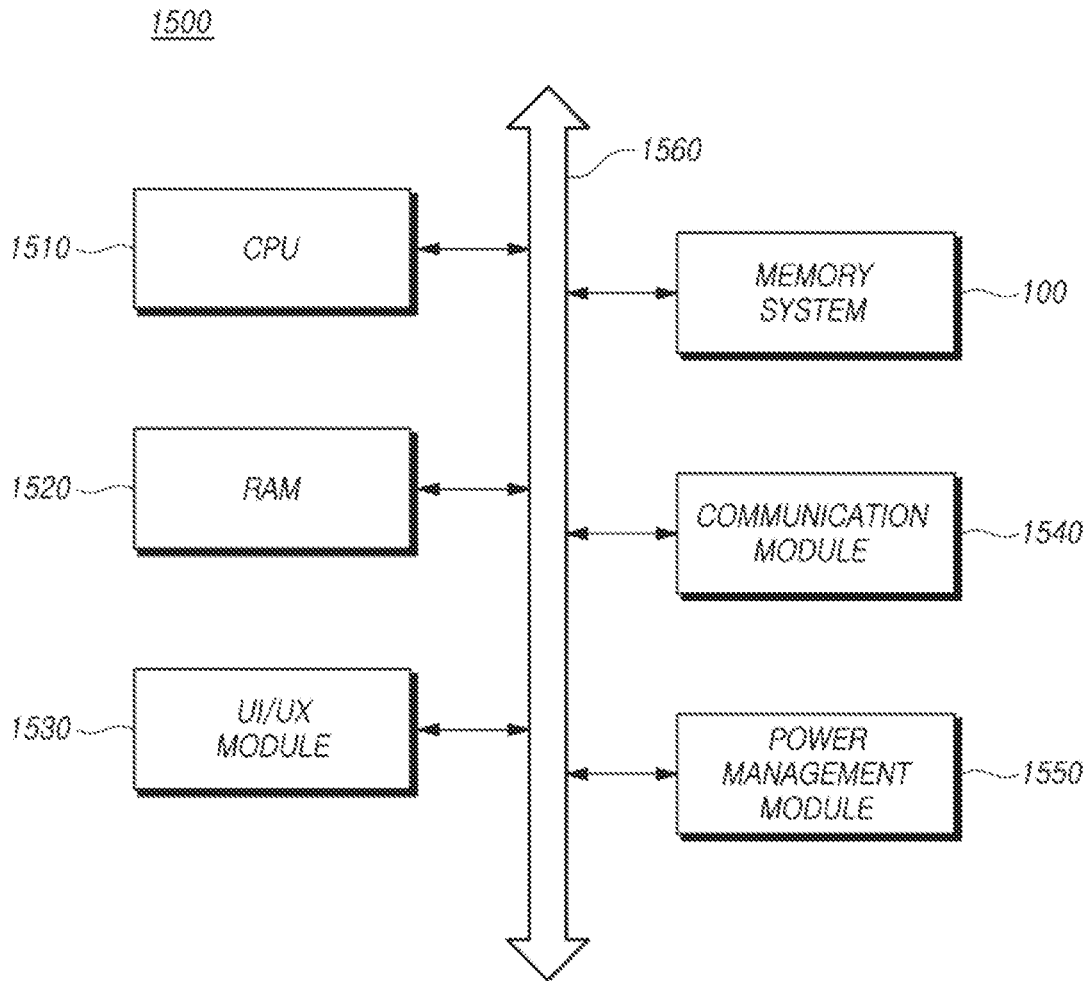 1500
1560
1510
CPU
MEMORY
SYSTEM
100
1520
RAM
COMMUNICATION
MODULE
1540
1530
UI/UX
MODULE
POWER
MANAGEMENT
MODULE
1550